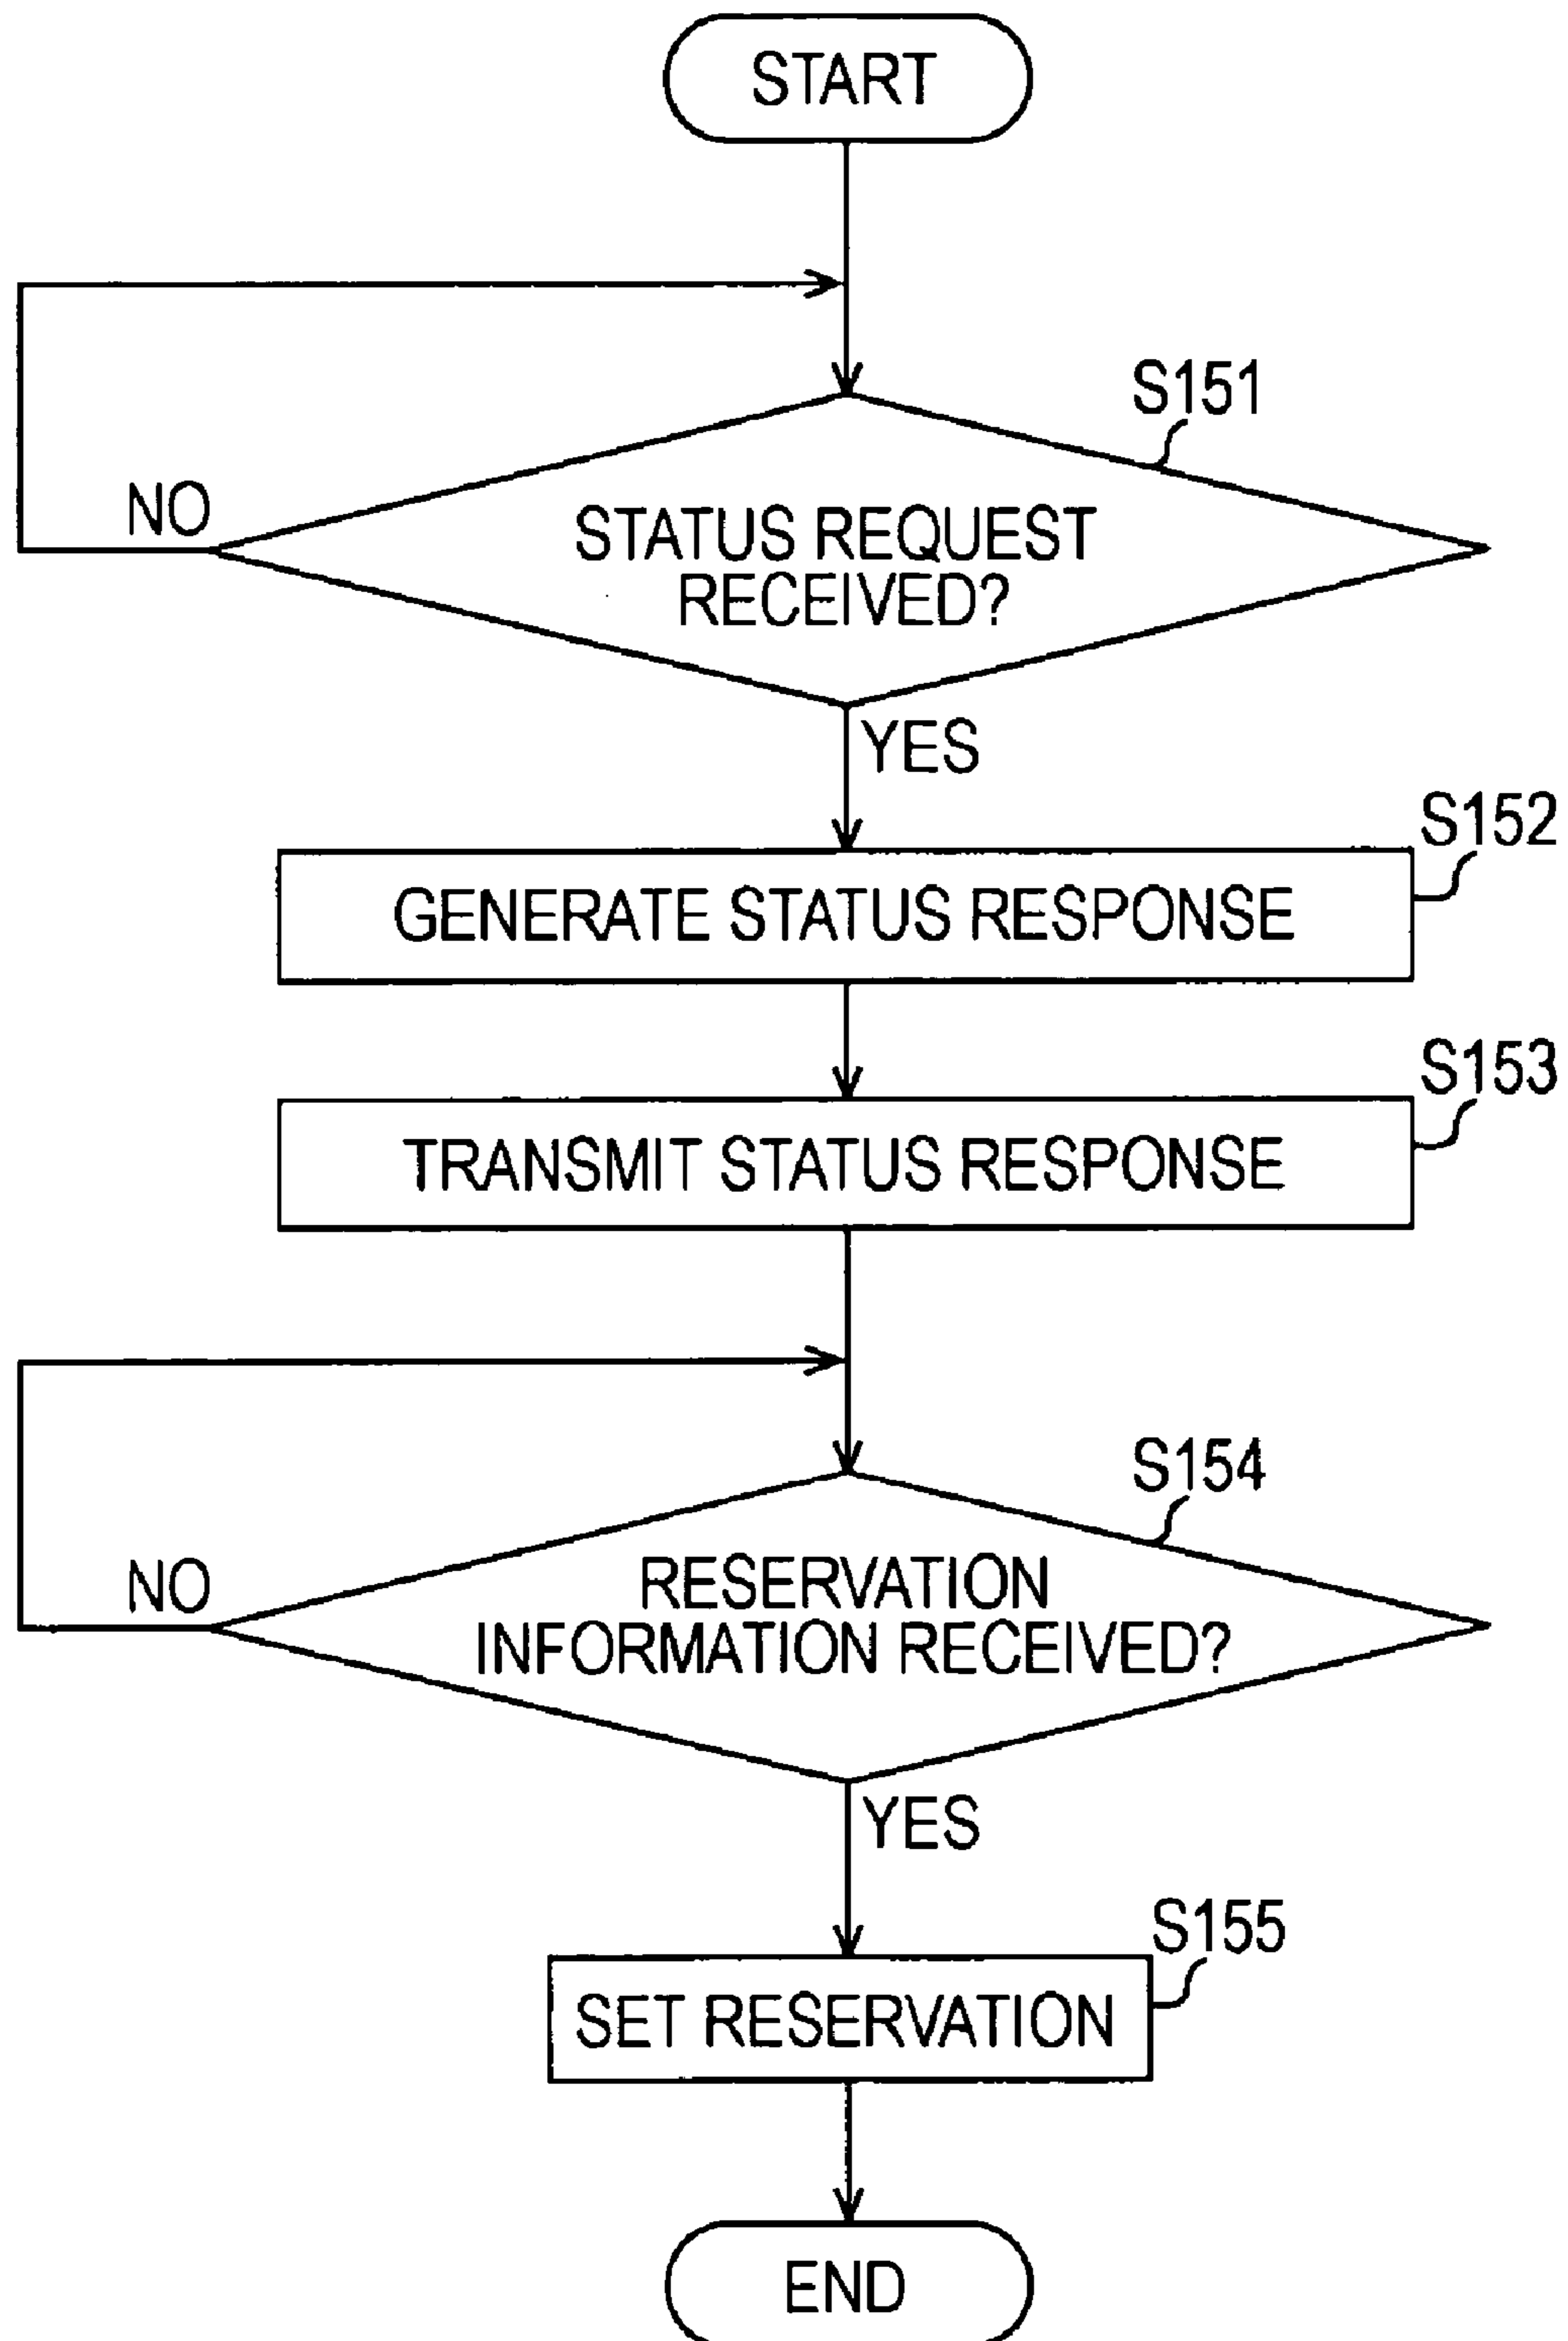 START
S151
NO
STATUS REQUEST
RECEIVED?
YES
S152
GENERATE STATUS RESPONSE
S153
TRANSMIT STATUS RESPONSE
S154
NO
RESERVATION
INFORMATION RECEIVED?
YES
S155
SET RESERVATION
END